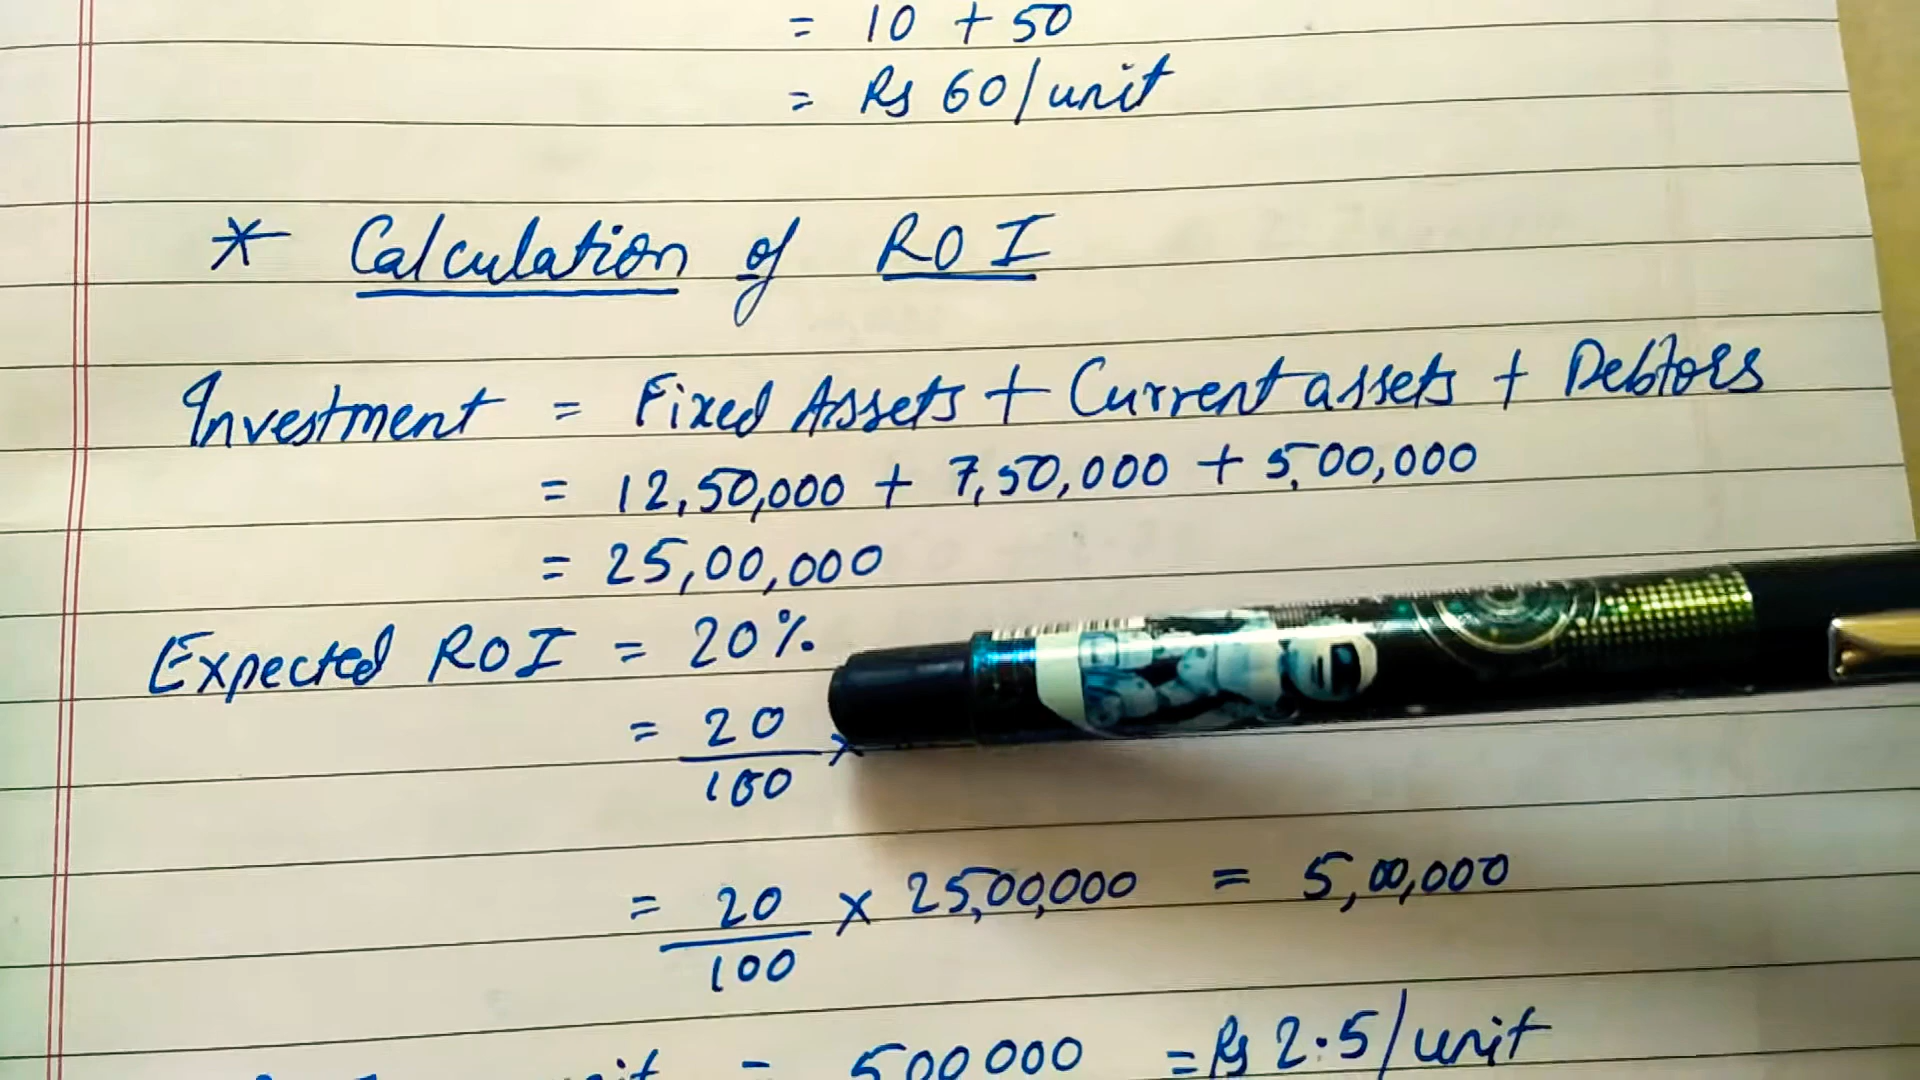 = 10 + 50
= Rs 60/unit
* Calculation of ROI
Investment = Fixed Assets + Current assets + Debtors
= 12,50,000 + 7,50,000 + 5,00,000
= 25,00,000
Expected ROI = 20%
= 20/100 ×
= 20/100 × 25,00,000 = 5,00,000
= 500000 = Rs 2.5/unit